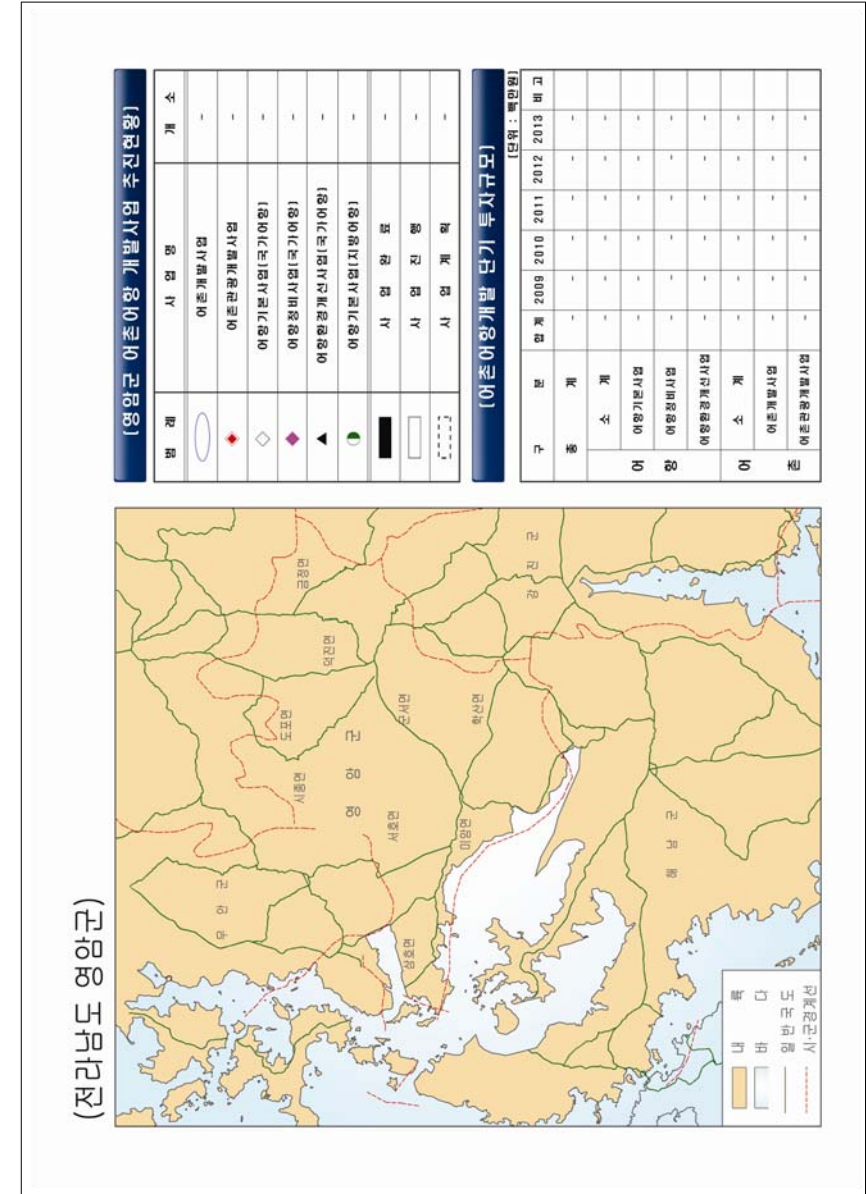 (전라남도 영암군)
무 안 군
시종면
도포면
덕진면
금정면
영 암 군
삼호면
서호면
군서면
미암면
학산면
강 진 군
해 남 군
내 륙
바 다
일반국도
시·군경계선
[영암군 어촌어항 개발사업 추진현황]
범 례 사 업 명 개 소
어촌개발사업 -
어촌관광개발사업 -
어항기본사업(국가어항) -
어항정비사업(국가어항) -
어항환경개선사업(국가어항) -
어항기본사업(지방어항) -
사 업 완 료 -
사 업 진 행 -
사 업 계 획 -
[어촌어항개발 단기 투자규모]
[단위 : 백만원]
구 분 합 계 2009 2010 2011 2012 2013 비 고
총 계 - - - - - -
어 항
소 계 - - - - - -
어항기본사업 - - - - - -
어항정비사업 - - - - - -
어항환경개선사업 - - - - - -
어 촌
소 계 - - - - - -
어촌개발사업 - - - - - -
어촌관광개발사업 - - - - - -